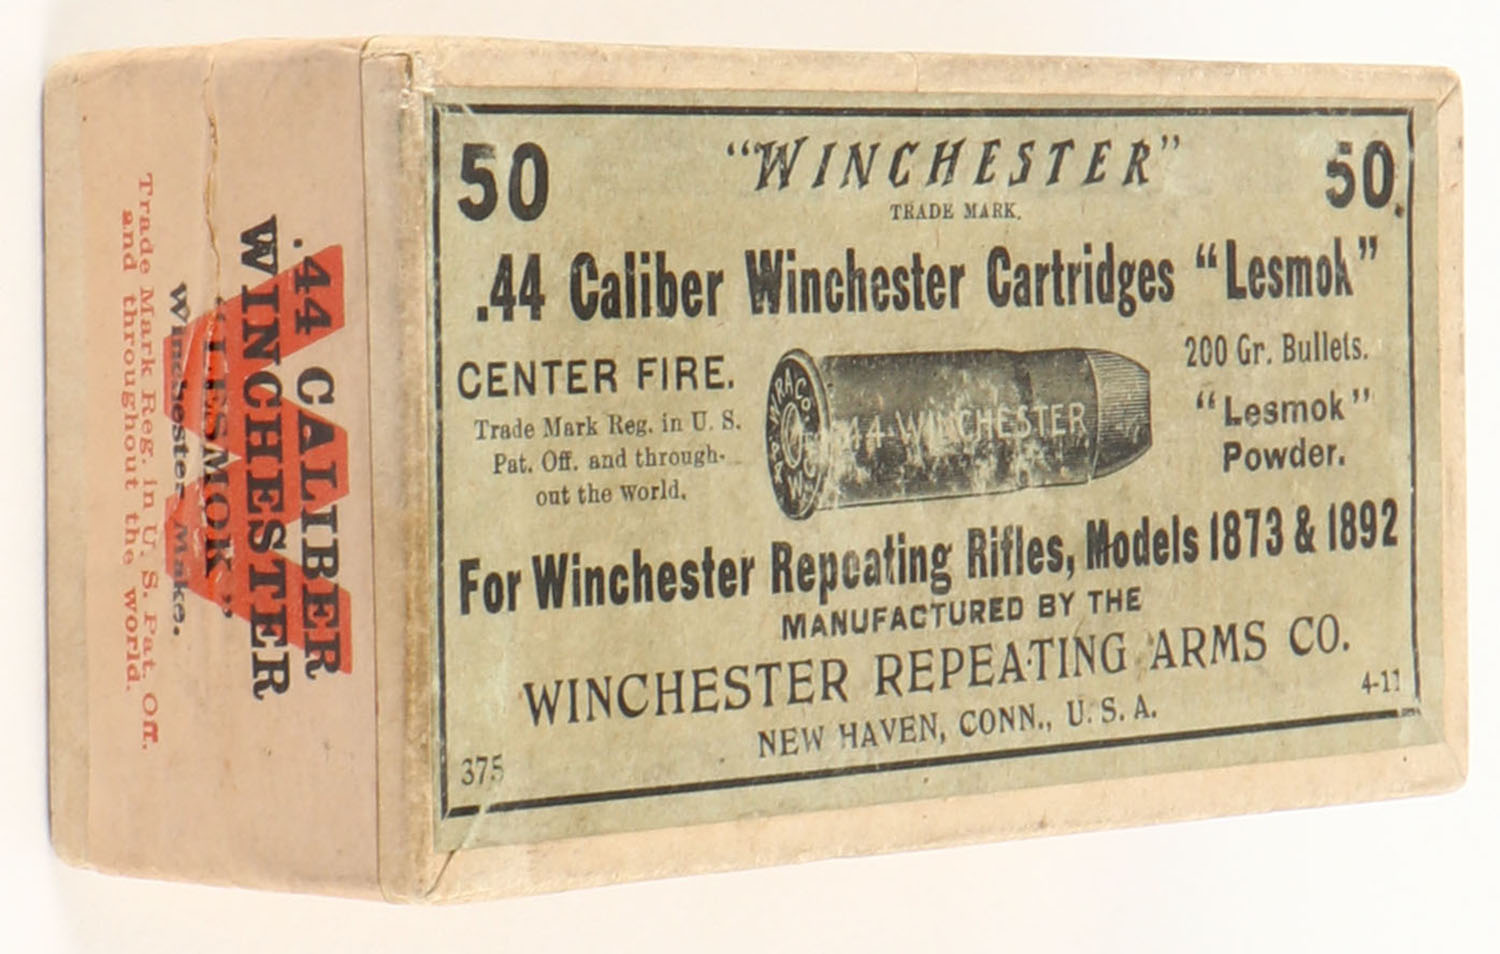 50 "WINCHESTER" 50
TRADE MARK.
.44 Caliber Winchester Cartridges "Lesmok"
CENTER FIRE.
Trade Mark Reg. in U. S.
Pat. Off. and through-
out the World.
W.R.A.Co.
44-WINCHESTER
200 Gr. Bullets.
"Lesmok"
Powder.
For Winchester Repeating Rifles, Models 1873 & 1892
MANUFACTURED BY THE
WINCHESTER REPEATING ARMS CO.
NEW HAVEN, CONN., U. S. A.
375
4-11
.44 CALIBER
WINCHESTER
"LESMOK"
Winchester Make.
Trade Mark Reg. in U. S. Pat. Off.
and throughout the world.
W